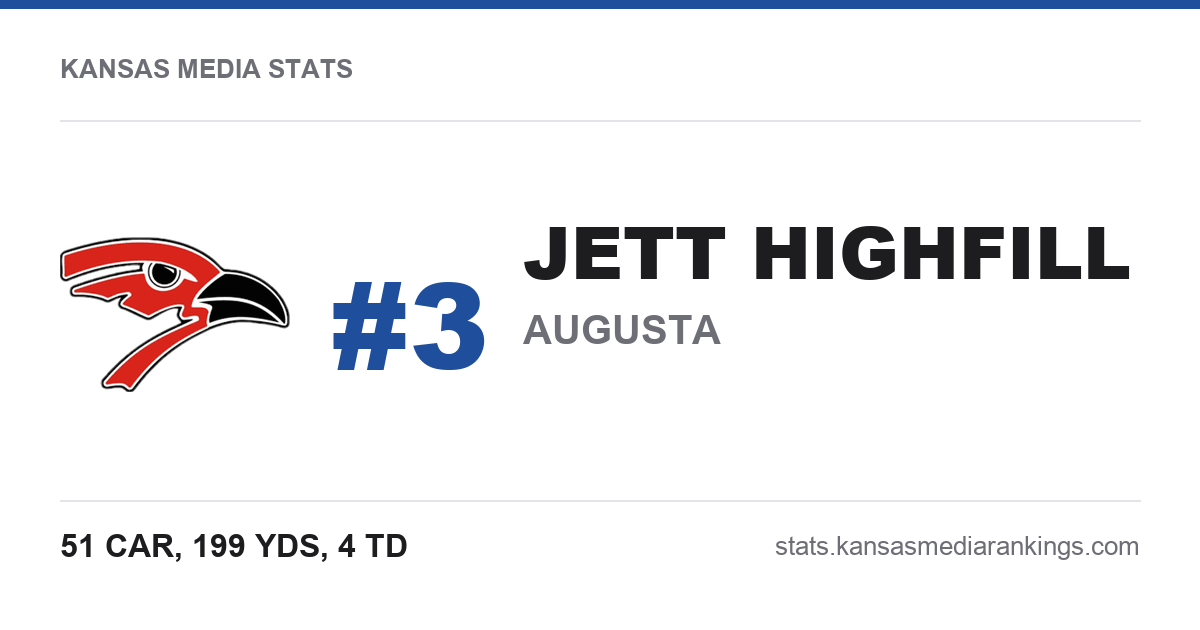 KANSAS MEDIA STATS
#3
JETT HIGHFILL
AUGUSTA
51 CAR, 199 YDS, 4 TD
stats.kansasmediarankings.com